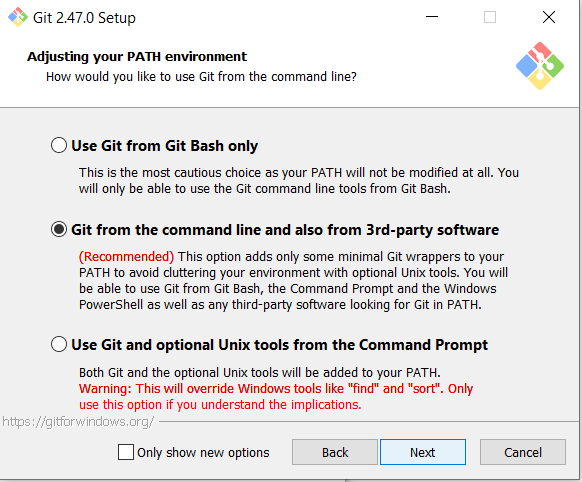 Git 2.47.0 Setup
Adjusting your PATH environment
How would you like to use Git from the command line?
Use Git from Git Bash only
This is the most cautious choice as your PATH will not be modified at all. You
will only be able to use the Git command line tools from Git Bash.
Git from the command line and also from 3rd-party software
(Recommended) This option adds only some minimal Git wrappers to your
PATH to avoid cluttering your environment with optional Unix tools. You will
be able to use Git from Git Bash, the Command Prompt and the Windows
PowerShell as well as any third-party software looking for Git in PATH.
Use Git and optional Unix tools from the Command Prompt
Both Git and the optional Unix tools will be added to your PATH.
Warning: This will override Windows tools like "find" and "sort". Only
use this option if you understand the implications.
https://gitforwindows.org/
Only show new options
Back
Next
Cancel